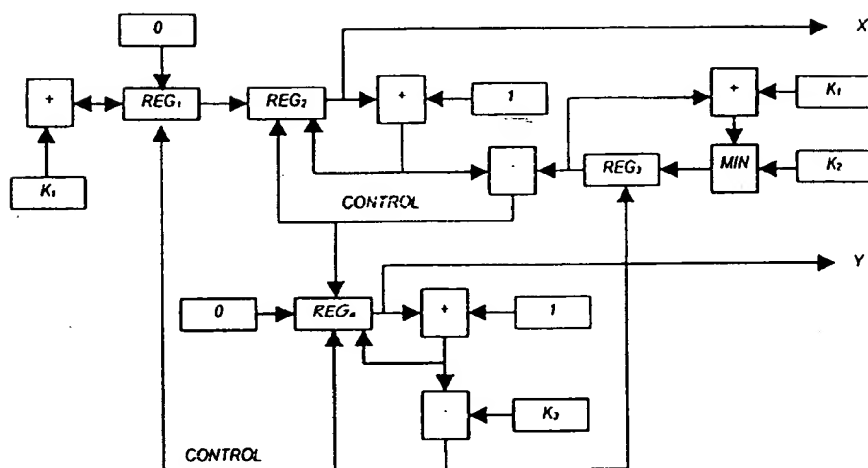 0
X
+
REG₁
REG₂
+
1
+
K₁
K₁
-
REG₃
MIN
K₂
CONTROL
Y
0
REG₄
+
1
-
K₃
CONTROL